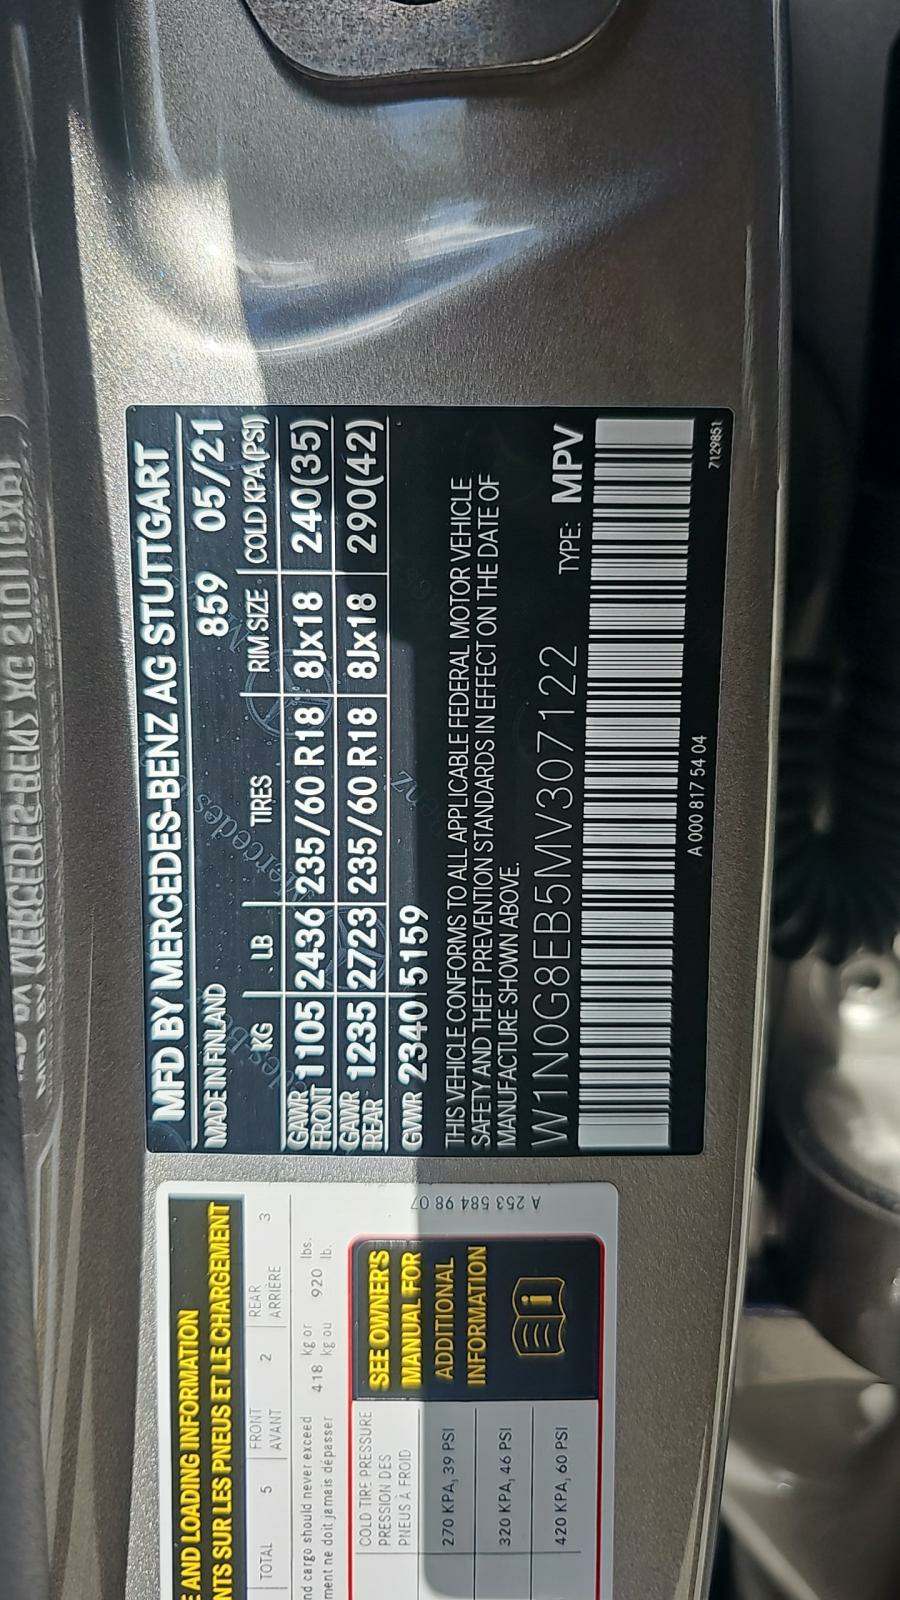 MFD BY MERCEDES-BENZ AG STUTTGART
MADE IN FINLAND 859 05/21
KG LB TIRES RIM SIZE COLD KPA(PSI)
GAWR FRONT 1105 2436 235/60 R18 8Jx18 240(35)
GAWR REAR 1235 2723 235/60 R18 8Jx18 290(42)
GVWR 2340 5159
THIS VEHICLE CONFORMS TO ALL APPLICABLE FEDERAL MOTOR VEHICLE
SAFETY AND THEFT PREVENTION STANDARDS IN EFFECT ON THE DATE OF
MANUFACTURE SHOWN ABOVE.
W1N0G8EB5MV307122 TYPE: MPV
A 000 817 54 04
7129851
AND LOADING INFORMATION
SUR LES PNEUS ET LE CHARGEMENT
TOTAL 5 FRONT AVANT 2 REAR ARRIÈRE 3
cargo should never exceed 418 kg or 920 lbs.
ne doit jamais dépasser kg ou lb.
COLD TIRE PRESSURE
PRESSION DES
PNEUS À FROID
270 KPA, 39 PSI
320 KPA, 46 PSI
420 KPA, 60 PSI
SEE OWNER'S
MANUAL FOR
ADDITIONAL
INFORMATION
A 253 584 98 07